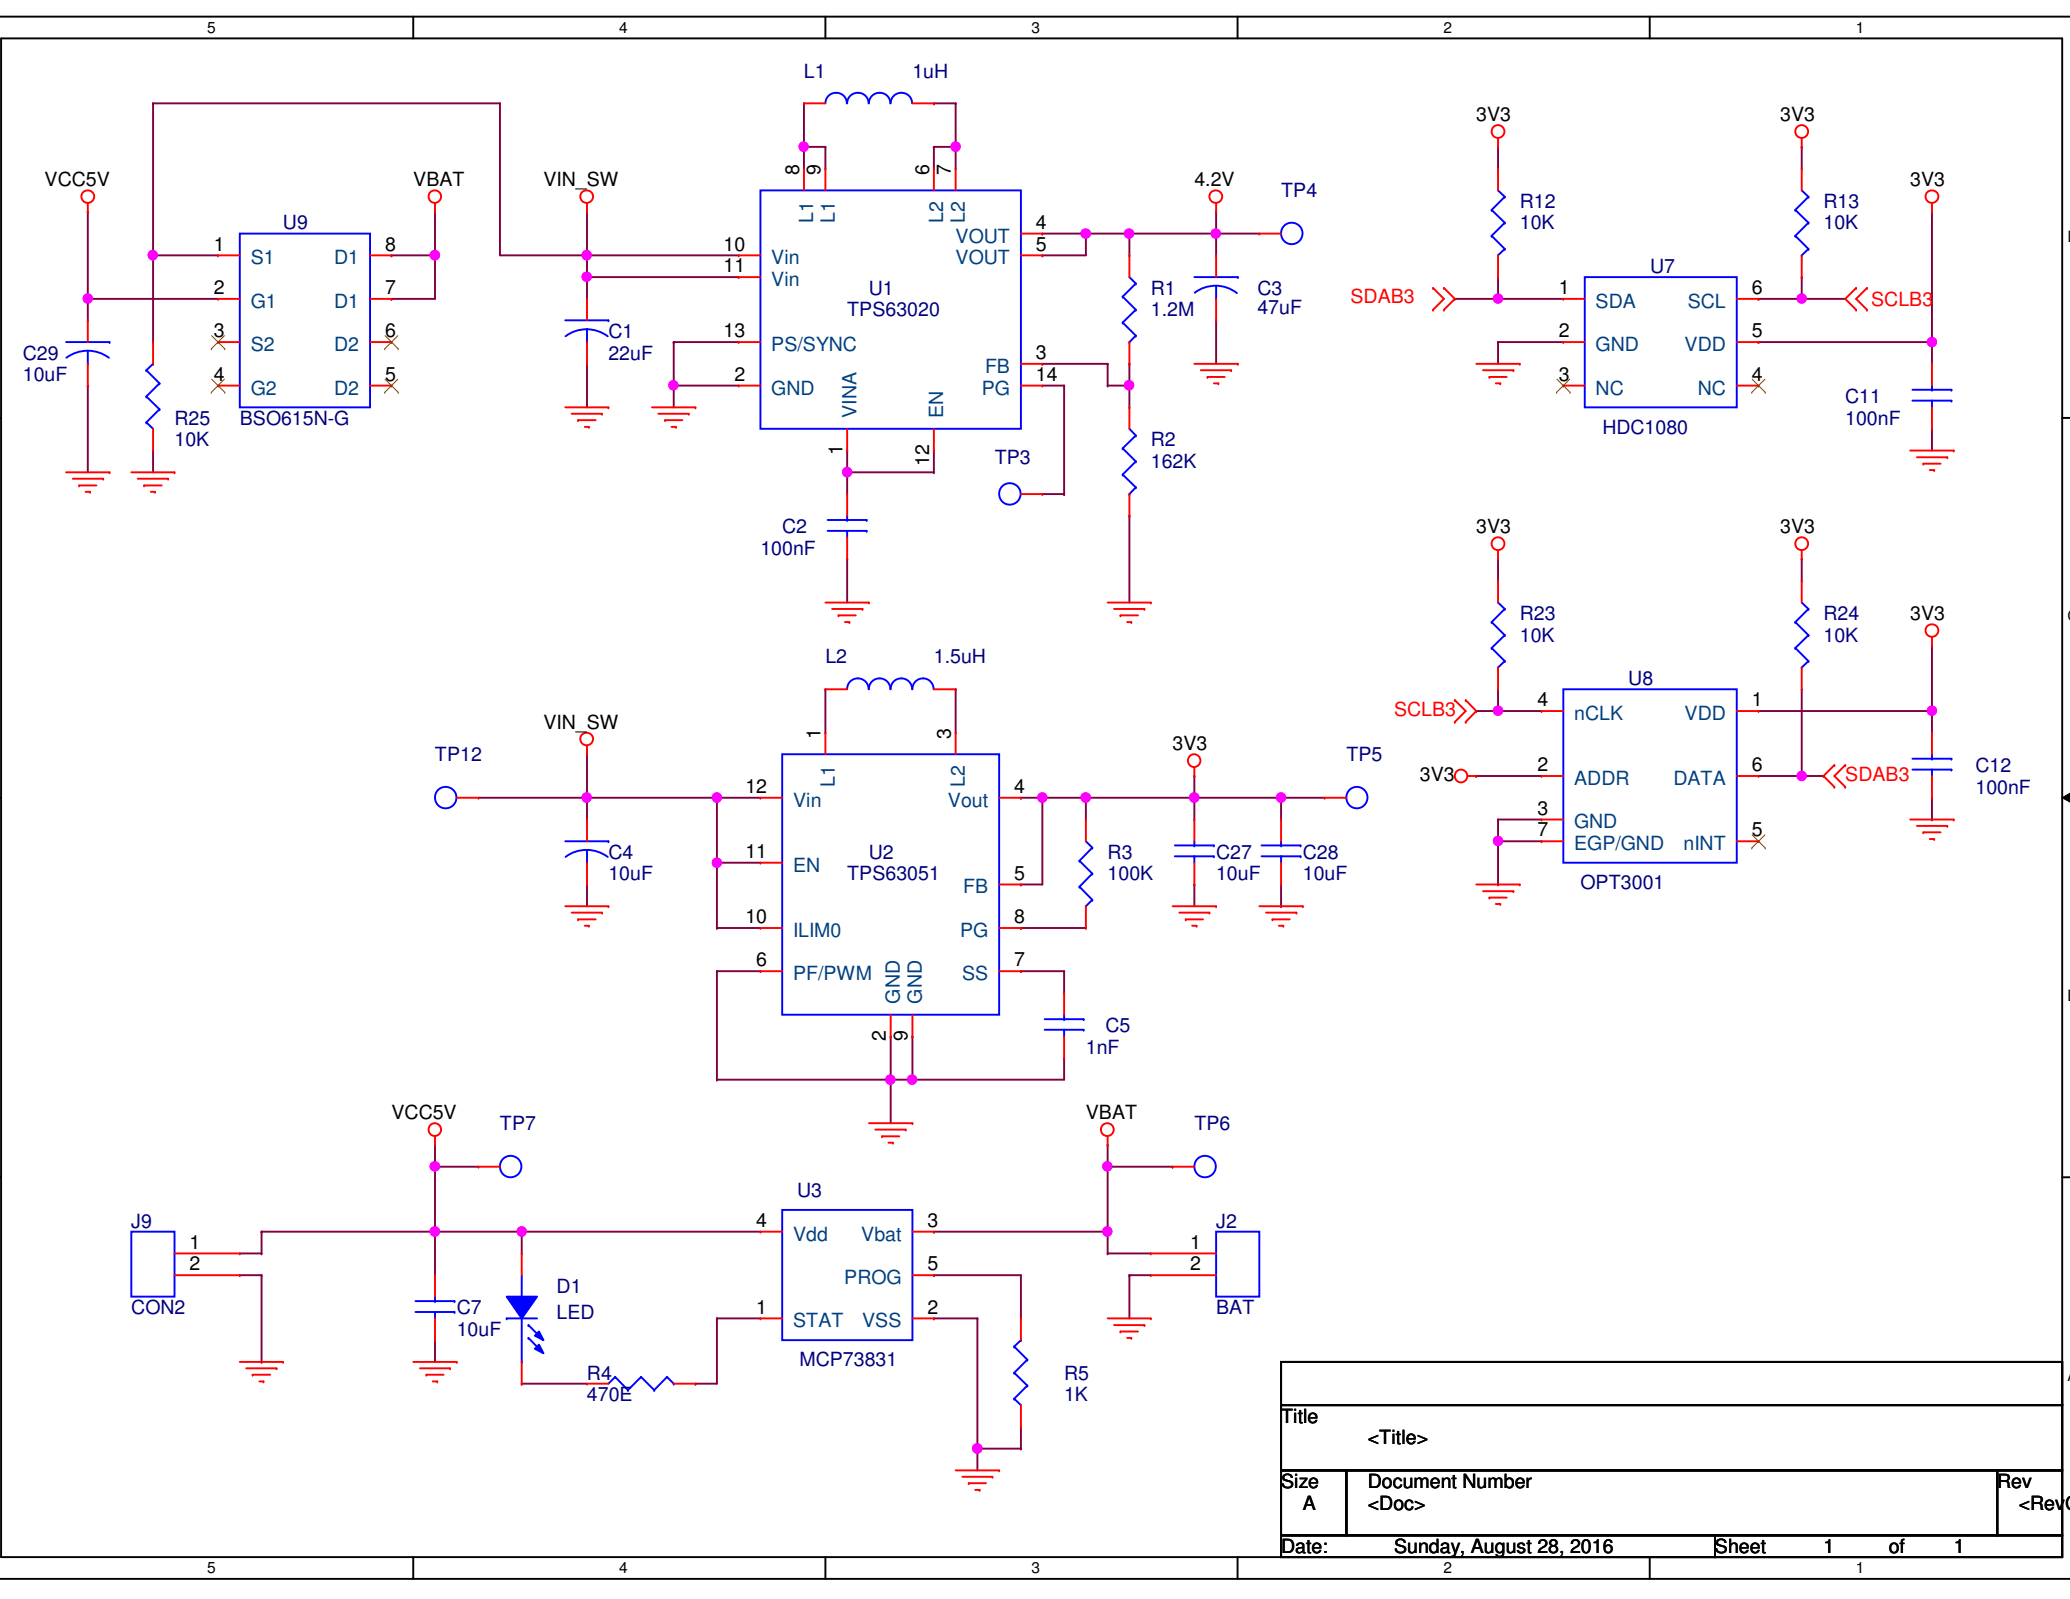 5 4 3 2 1
L1 1uH
8 9 6 7
L1 L1 L2 L2
VCC5V
VBAT
VIN_SW
U9
1 S1 D1 8
2 G1 D1 7
3 S2 D2 6
4 G2 D2 5
BSO615N-G
C29
10uF
R25
10K
C1
22uF
10 Vin
11 Vin
U1
TPS63020
13 PS/SYNC
2 GND
VINA EN
1 12
VOUT 4
VOUT 5
FB 3
PG 14
4.2V
TP4
R1
1.2M
C3
47uF
R2
162K
TP3
C2
100nF
3V3
3V3
3V3
R12
10K
R13
10K
U7
SDAB3
1 SDA SCL 6
SCLB3
2 GND VDD 5
3 NC NC 4
HDC1080
C11
100nF
3V3
3V3
3V3
R23
10K
R24
10K
U8
SCLB3
4 nCLK VDD 1
3V3
2 ADDR DATA 6
SDAB3
3 GND
7 EGP/GND nINT 5
OPT3001
C12
100nF
L2 1.5uH
1 3
L1 L2
VIN_SW
TP12
C4
10uF
12 Vin Vout 4
11 EN
U2
TPS63051
FB 5
10 ILIM0 PG 8
6 PF/PWM SS 7
GND GND
2 9
3V3
TP5
R3
100K
C27
10uF
C28
10uF
C5
1nF
VCC5V
TP7
VBAT
TP6
J9
1
2
CON2
C7
10uF
D1
LED
R4
470E
U3
4 Vdd Vbat 3
PROG 5
1 STAT VSS 2
MCP73831
R5
1K
J2
1
2
BAT
Title
<Title>
Size
A
Document Number
<Doc>
Rev
Date: Sunday, August 28, 2016 Sheet 1 of 1
5 4 3 2 1